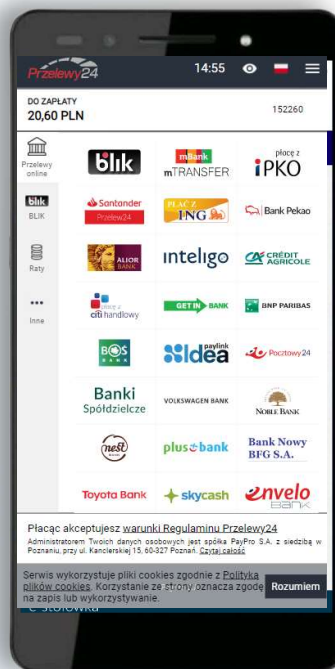 Przelewy24 14:55
DO ZAPŁATY
20,60 PLN
152260
Przelewy
online
BLIK
Raty
Inne
blik
mBank
mTRANSFER
płacę z
iPKO
Santander
Przelew24
PŁAĆ Z
ING
Bank Pekao
ALIOR
BANK
inteligo
CRÉDIT
AGRICOLE
płacę z
citi handlowy
GET IN BANK
BNP PARIBAS
BOŚ
BANK
paylink
Idea
Pocztowy24
Banki
Spółdzielcze
VOLKSWAGEN BANK
NOBLE BANK
nest
plus bank
Bank Nowy
BFG S.A.
Toyota Bank
skycash
envelo
Bank
Płacąc akceptujesz warunki Regulaminu Przelewy24
Administratorem Twoich danych osobowych jest spółka PayPro S.A. z siedzibą w
Poznaniu, przy ul. Kanclerskiej 15, 60-327 Poznań. Czytaj całość
Serwis wykorzystuje pliki cookies zgodnie z Polityką
plików cookies. Korzystanie ze strony oznacza zgodę
na zapis lub wykorzystywanie.
Rozumiem